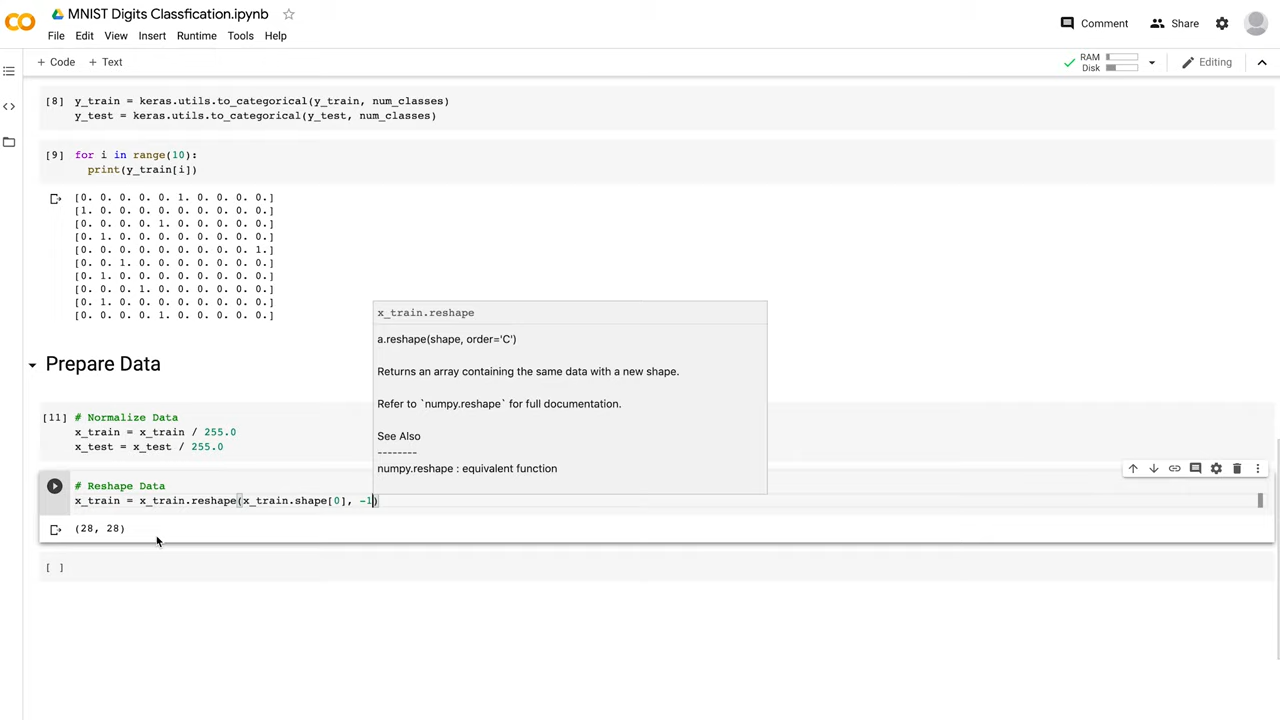 MNIST Digits Classfication.ipynb
File Edit View Insert Runtime Tools Help
Comment Share
+ Code + Text
RAM
Disk
Editing
[8] y_train = keras.utils.to_categorical(y_train, num_classes)
y_test = keras.utils.to_categorical(y_test, num_classes)
[9] for i in range(10):
print(y_train[i])
[0. 0. 0. 0. 0. 1. 0. 0. 0. 0.]
[1. 0. 0. 0. 0. 0. 0. 0. 0. 0.]
[0. 0. 0. 0. 1. 0. 0. 0. 0. 0.]
[0. 1. 0. 0. 0. 0. 0. 0. 0. 0.]
[0. 0. 0. 0. 0. 0. 0. 0. 0. 1.]
[0. 0. 1. 0. 0. 0. 0. 0. 0. 0.]
[0. 1. 0. 0. 0. 0. 0. 0. 0. 0.]
[0. 0. 0. 1. 0. 0. 0. 0. 0. 0.]
[0. 1. 0. 0. 0. 0. 0. 0. 0. 0.]
[0. 0. 0. 0. 1. 0. 0. 0. 0. 0.]
Prepare Data
x_train.reshape
a.reshape(shape, order='C')
Returns an array containing the same data with a new shape.
Refer to `numpy.reshape` for full documentation.
See Also
--------
numpy.reshape : equivalent function
[11] # Normalize Data
x_train = x_train / 255.0
x_test = x_test / 255.0
# Reshape Data
x_train = x_train.reshape(x_train.shape[0], -1)
(28, 28)
[ ]